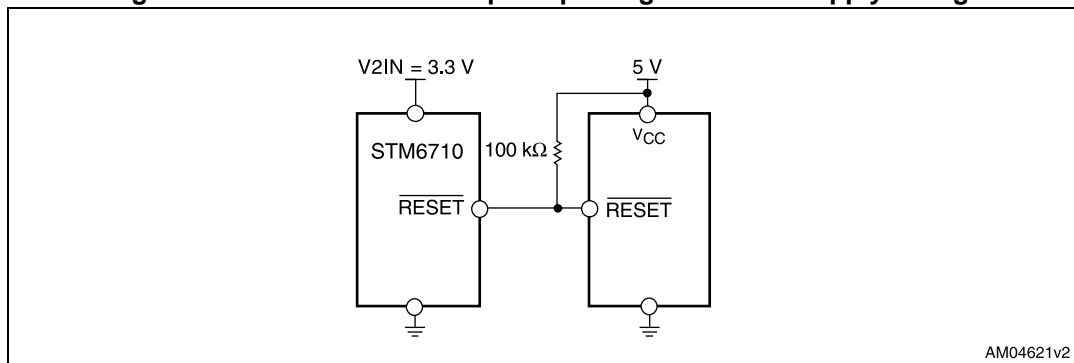 V2IN = 3.3 V
5 V
VCC
STM6710
100 kΩ
RESET
RESET
AM04621v2